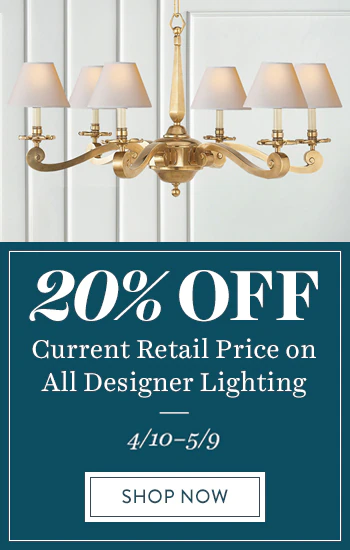 20% OFF
Current Retail Price on
All Designer Lighting
4/10–5/9
SHOP NOW